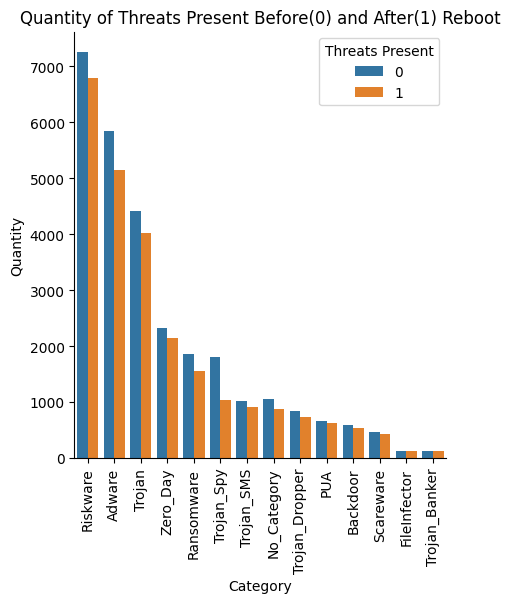 Quantity of Threats Present Before(0) and After(1) Reboot
Threats Present
0
1
7000
6000
5000
4000
3000
2000
1000
0
Quantity
Riskware
Adware
Trojan
Zero_Day
Ransomware
Trojan_Spy
Trojan_SMS
No_Category
Trojan_Dropper
PUA
Backdoor
Scareware
FileInfector
Trojan_Banker
Category